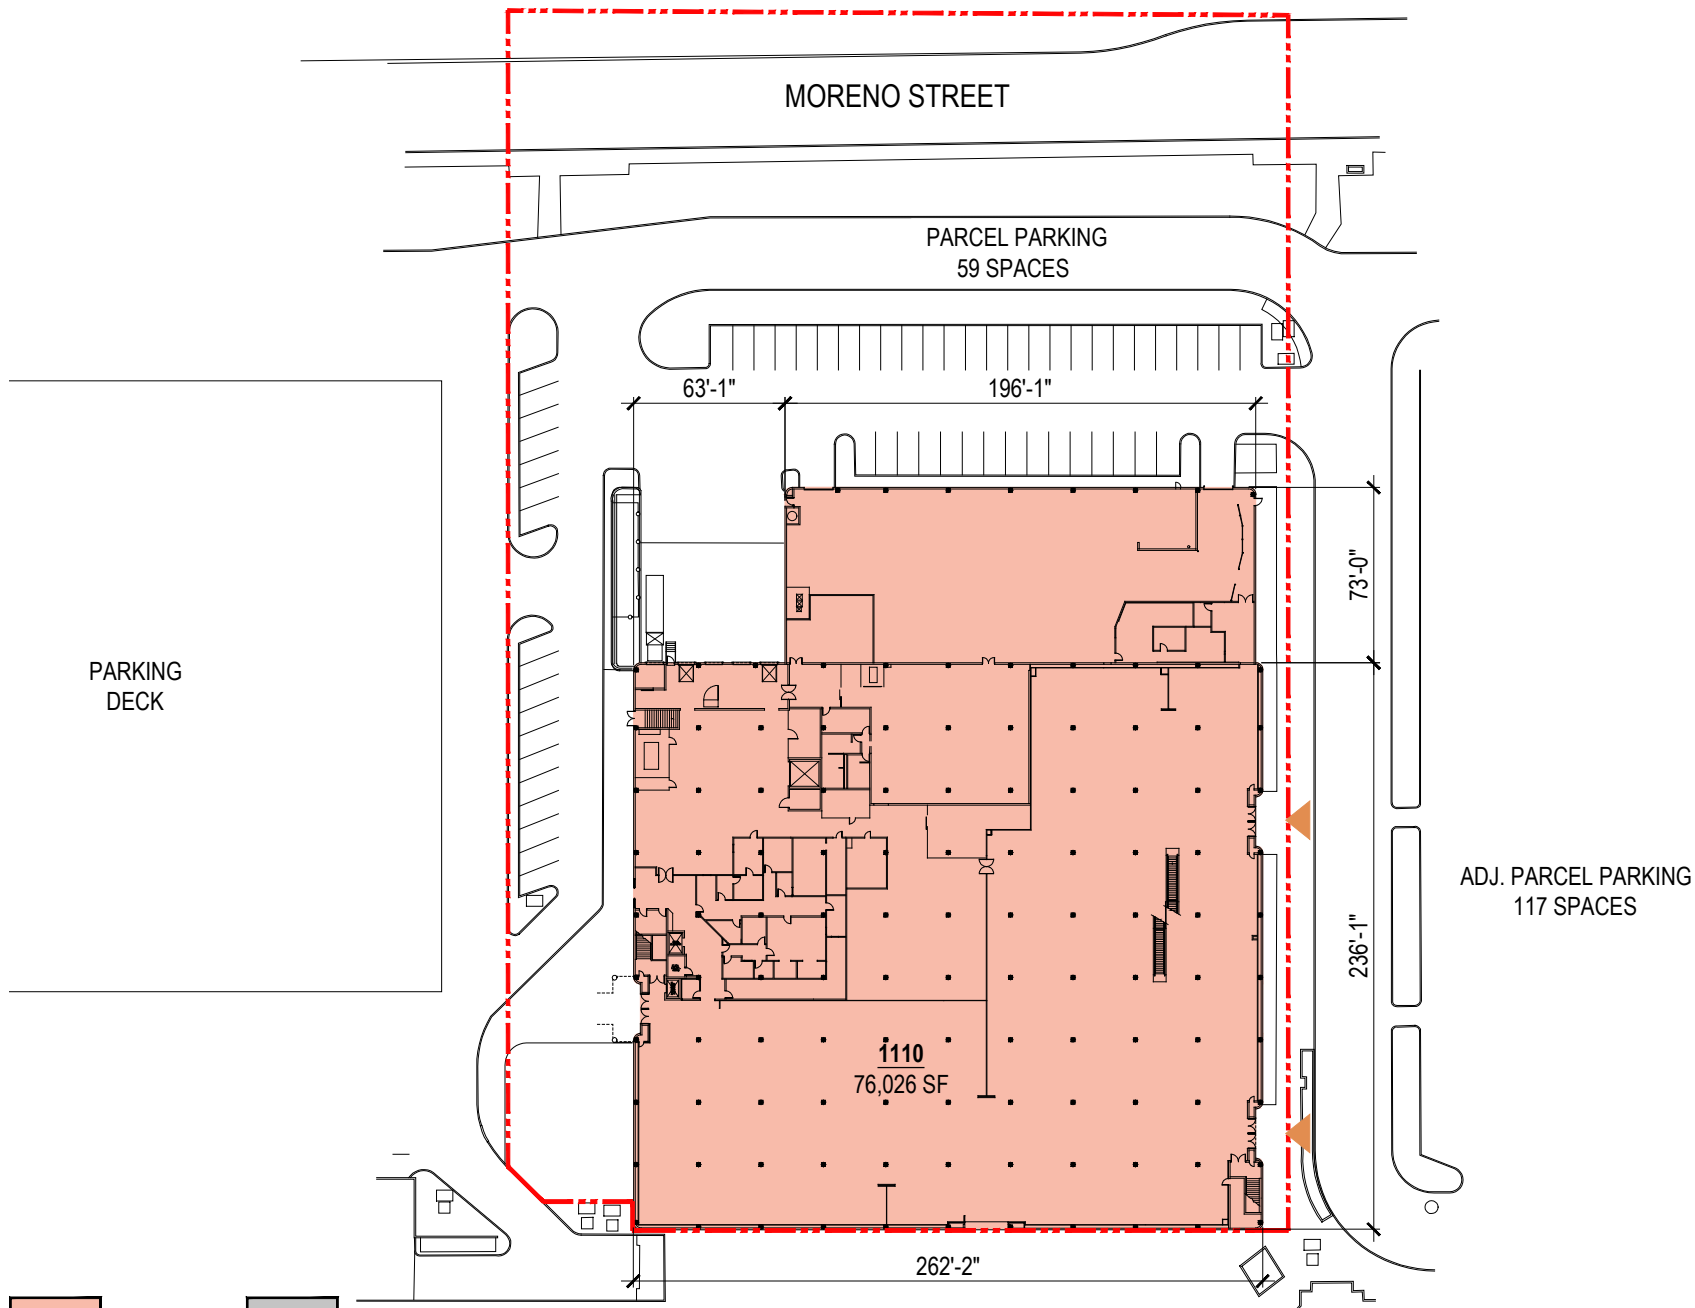 MORENO STREET
PARCEL PARKING
59 SPACES
63'-1"
196'-1"
73'-0"
PARKING
DECK
ADJ. PARCEL PARKING
117 SPACES
236'-1"
1110
76,026 SF
262'-2"